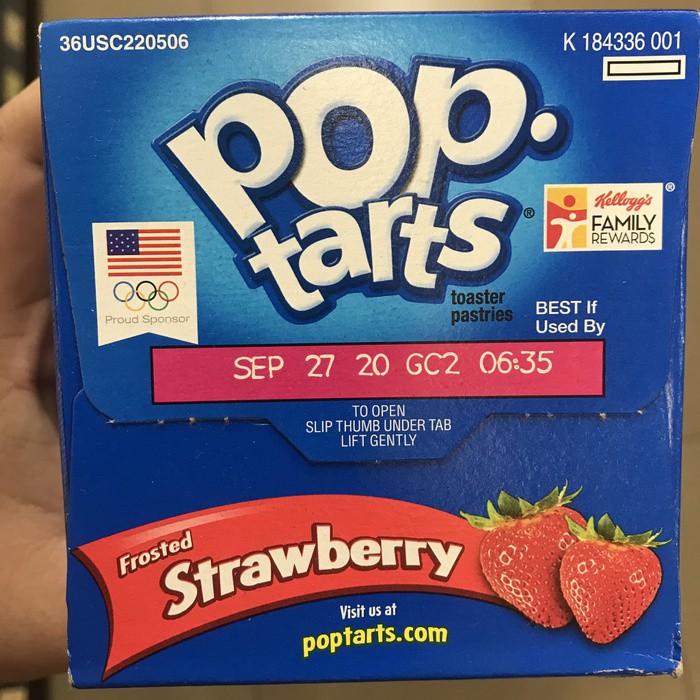 36USC220506
K 184336 001
pop.
tarts®
toaster
pastries
Kellogg's ®
FAMILY
REWARDS
Proud Sponsor
BEST If
Used By
SEP 27 20 GC2 06:35
TO OPEN
SLIP THUMB UNDER TAB
LIFT GENTLY
Frosted
Strawberry
Visit us at
poptarts.com